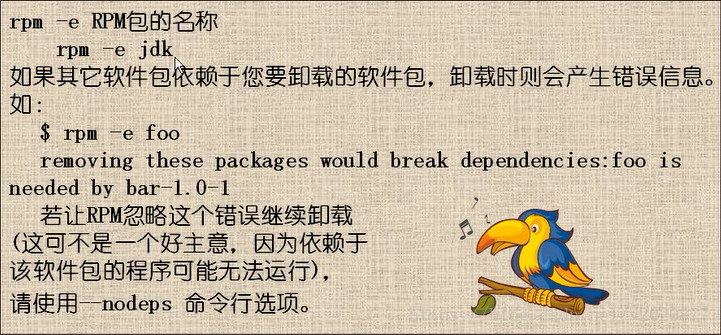 rpm -e RPM包的名称
rpm -e jdk
如果其它软件包依赖于您要卸载的软件包，卸载时则会产生错误信息。
如：
$ rpm -e foo
removing these packages would break dependencies:foo is
needed by bar-1.0-1
若让RPM忽略这个错误继续卸载
(这可不是一个好主意，因为依赖于
该软件包的程序可能无法运行)，
请使用--nodeps 命令行选项。